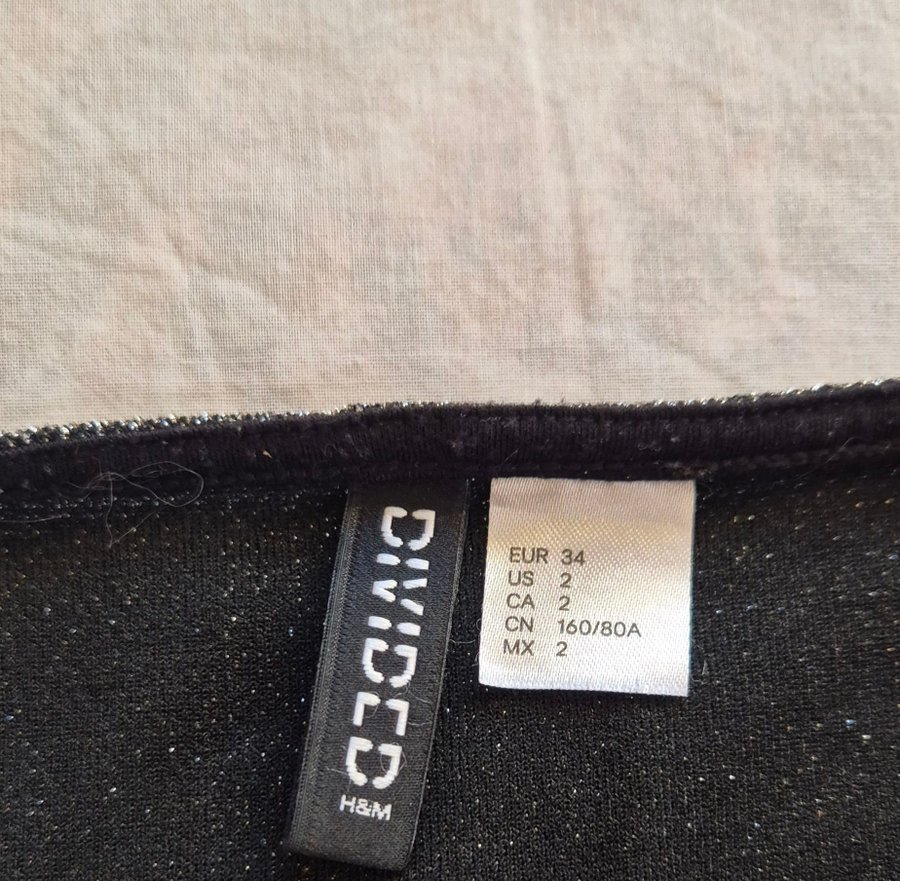 DIVIDED
H&M
EUR 34
US 2
CA 2
CN 160/80A
MX 2